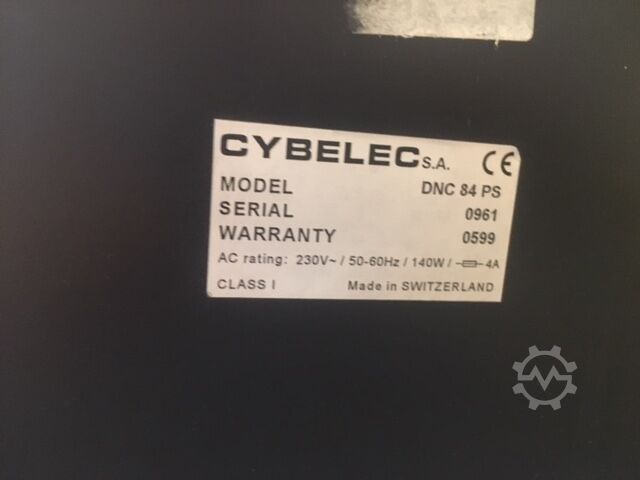 CYBELEC S.A. CE
MODEL DNC 84 PS
SERIAL 0961
WARRANTY 0599
AC rating: 230V~ / 50-60Hz / 140W / 4A
CLASS I Made in SWITZERLAND